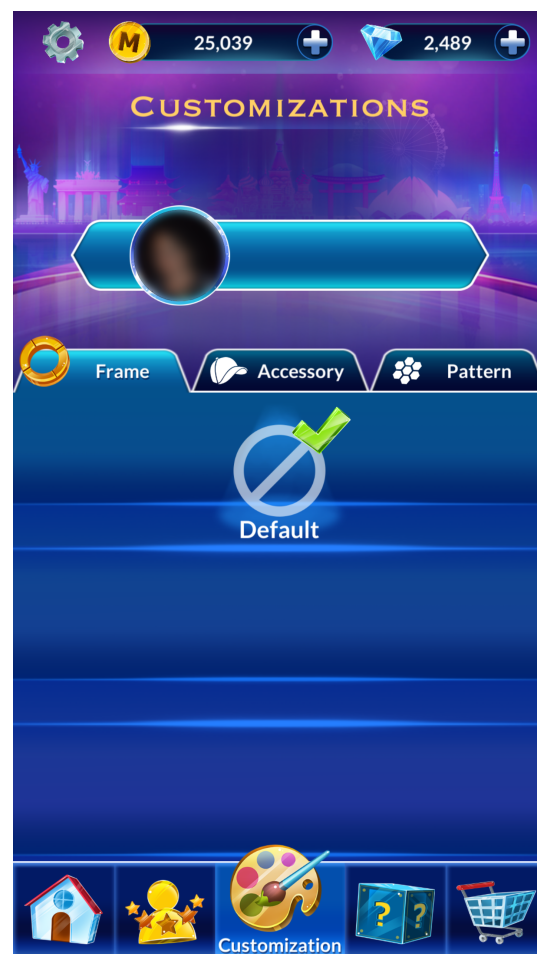 M 25,039 2,489
CUSTOMIZATIONS
Frame Accessory Pattern
Default
? ?
Customization